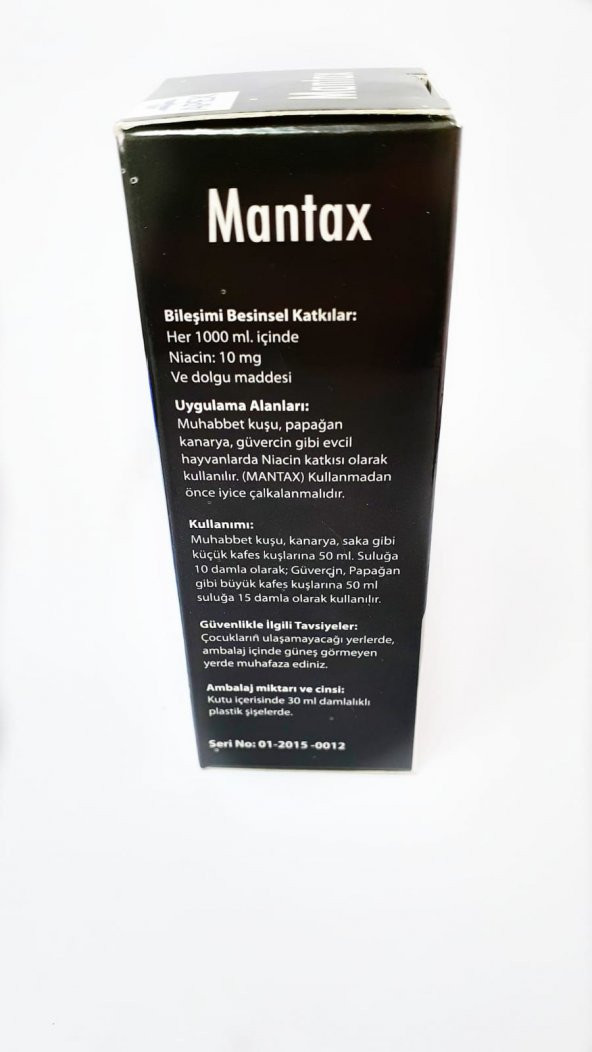 Mantax
Mantax
Bileşimi Besinsel Katkılar:
Her 1000 ml. içinde
Niacin: 10 mg
Ve dolgu maddesi
Uygulama Alanları:
Muhabbet kuşu, papağan
kanarya, güvercin gibi evcil
hayvanlarda Niacin katkısı olarak
kullanılır. (MANTAX) Kullanmadan
önce iyice çalkalanmalıdır.
Kullanımı:
Muhabbet kuşu, kanarya, saka gibi
küçük kafes kuşlarına 50 ml. Suluğa
10 damla olarak; Güverçin, Papağan
gibi büyük kafes kuşlarına 50 ml
suluğa 15 damla olarak kullanılır.
Güvenlikle İlgili Tavsiyeler:
Çocukların ulaşamayacağı yerlerde,
ambalaj içinde güneş görmeyen
yerde muhafaza ediniz.
Ambalaj miktarı ve cinsi:
Kutu içerisinde 30 ml damlalıklı
plastik şişelerde.
Seri No: 01-2015 -0012